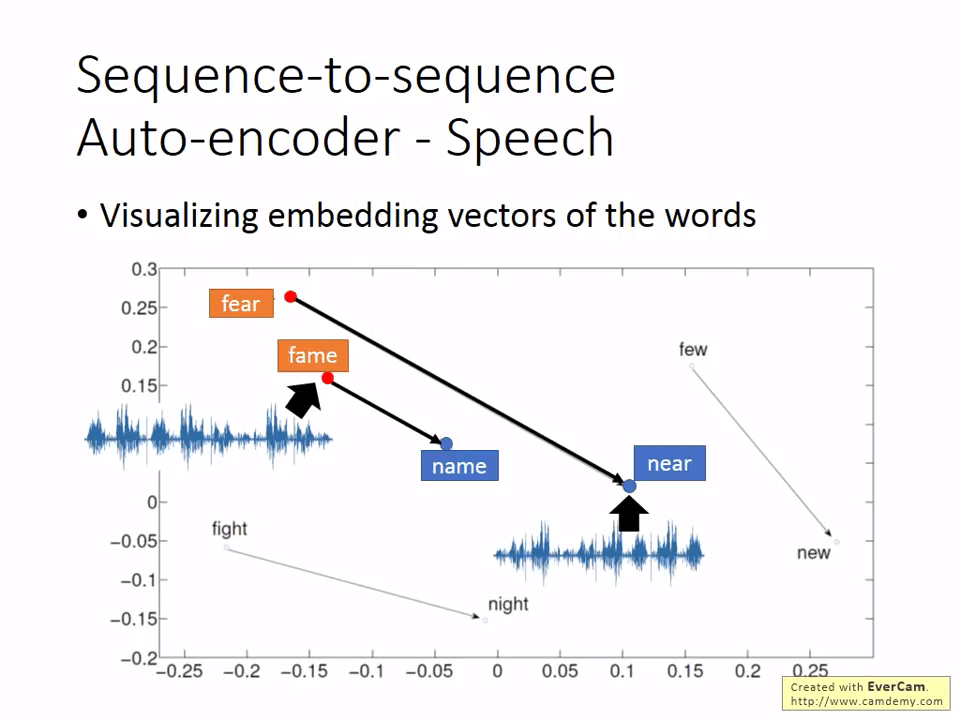 Sequence-to-sequence
Auto-encoder - Speech
• Visualizing embedding vectors of the words
0.3
fear
0.25
0.2
few
fame
0.15
near
name
0
fight
−0.05
new
−0.1
night
−0.15
−0.2
−0.25 −0.2 −0.15 −0.1 −0.05 0 0.05 0.1 0.15 0.2 0.25
Created with EverCam.
http://www.camdemy.com